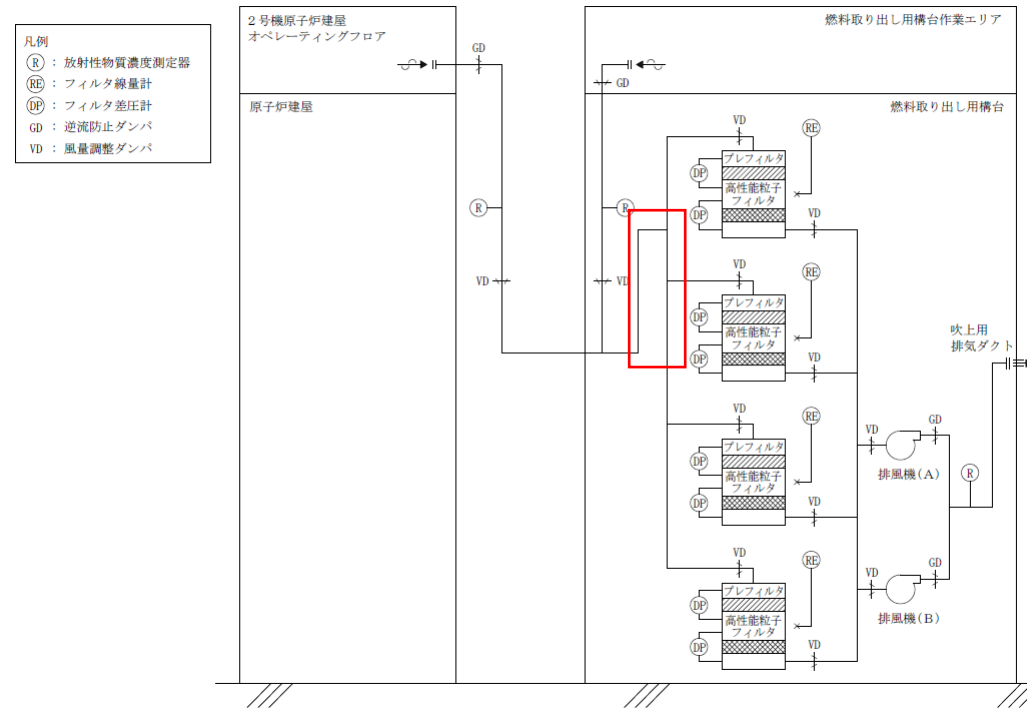 凡例
R : 放射性物質濃度測定器
RE : フィルタ線量計
DP : フィルタ差圧計
GD : 逆流防止ダンパ
VD : 風量調整ダンパ
2号機原子炉建屋
オペレーティングフロア
燃料取り出し用構台作業エリア
GD
GD
原子炉建屋
燃料取り出し用構台
R
VD
R
VD
VD
RE
プレフィルタ
DP
高性能粒子
フィルタ
DP
VD
VD
RE
プレフィルタ
DP
高性能粒子
フィルタ
DP
VD
VD
RE
プレフィルタ
DP
高性能粒子
フィルタ
DP
VD
VD
RE
プレフィルタ
DP
高性能粒子
フィルタ
DP
VD
VD
GD
排風機(A)
VD
GD
排風機(B)
R
吹上用
排気ダクト